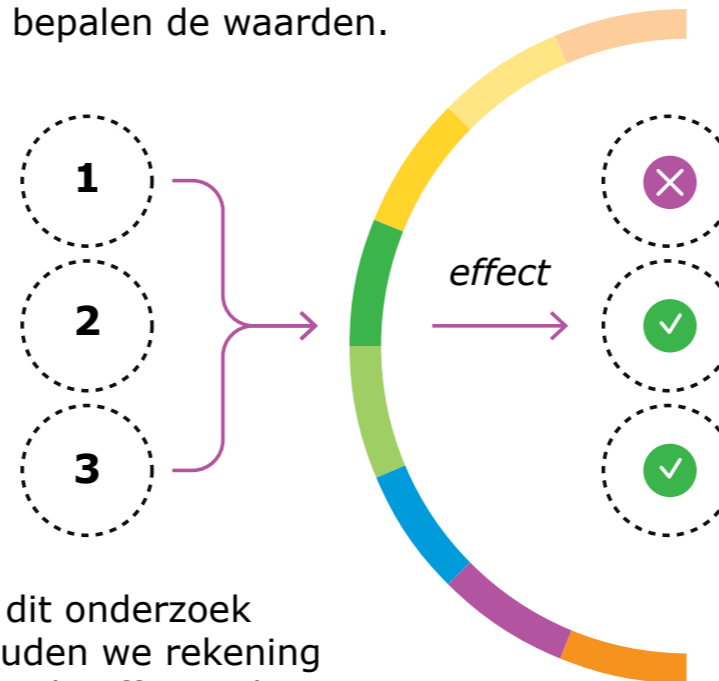 bepalen de waarden.
1
effect
2
3
dit onderzoek
uden we rekening